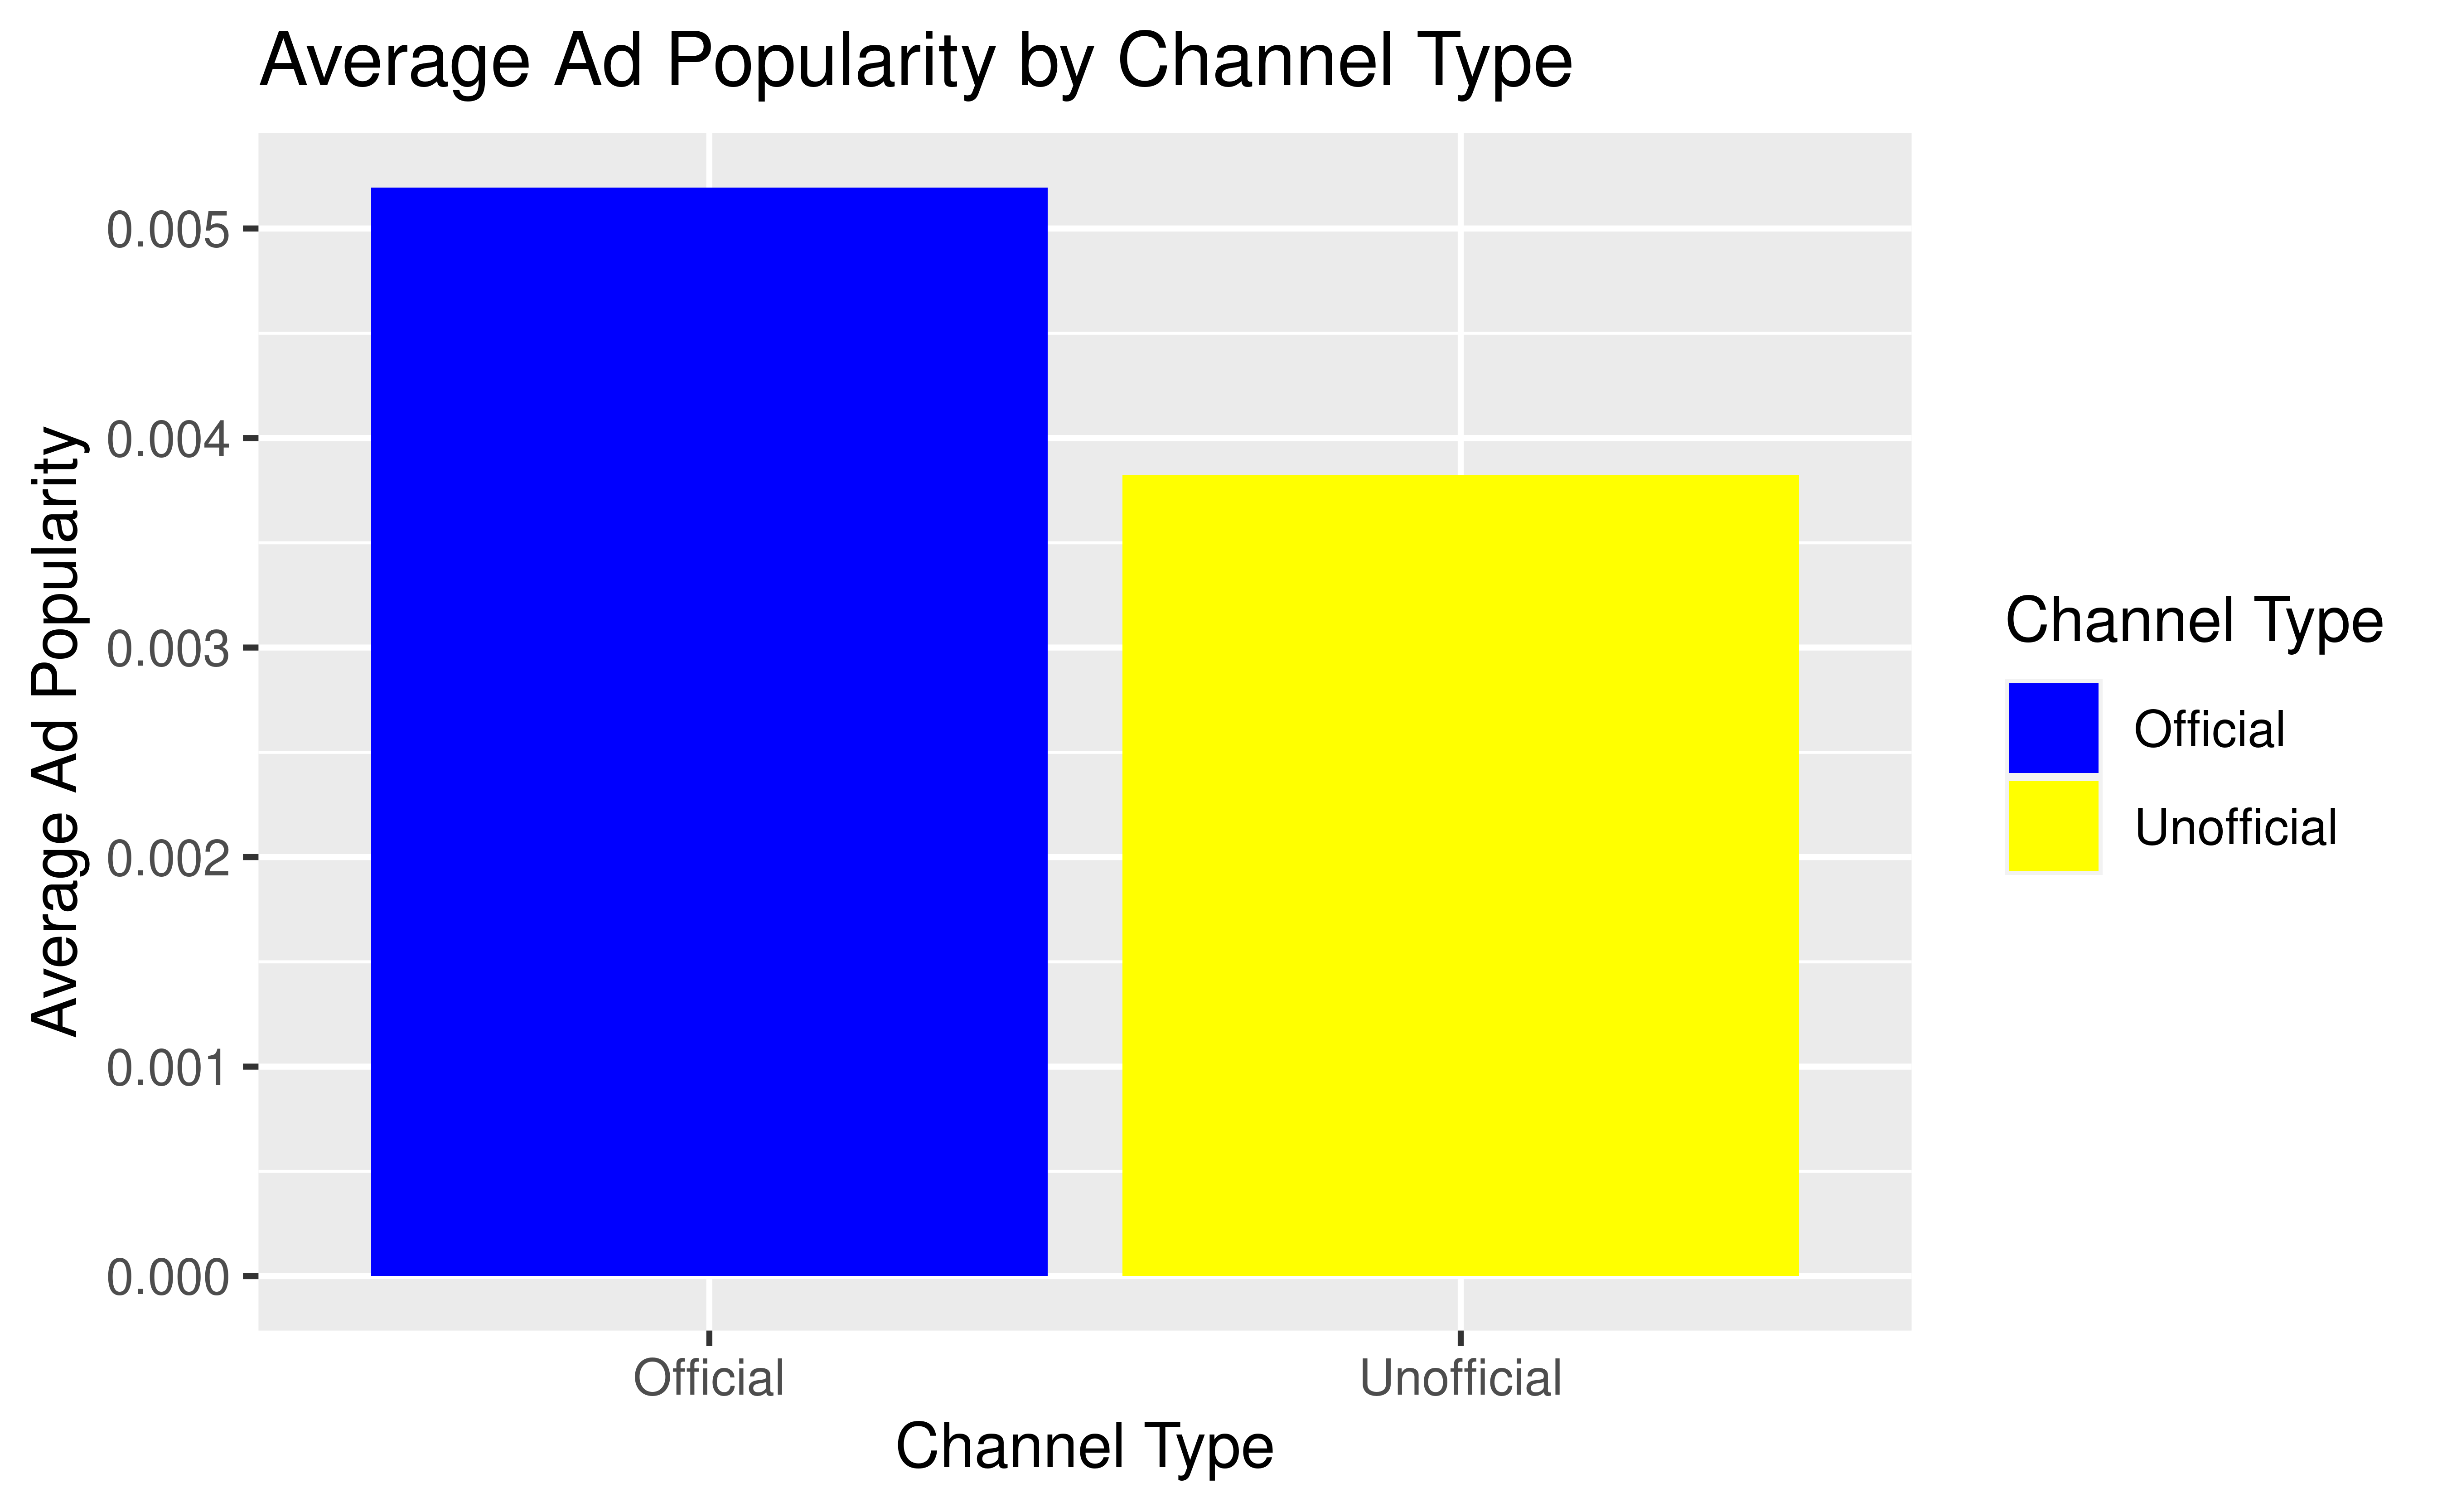 Average Ad Popularity by Channel Type
Average Ad Popularity
0.005
0.004
0.003
0.002
0.001
0.000
Official
Unofficial
Channel Type
Channel Type
Official
Unofficial